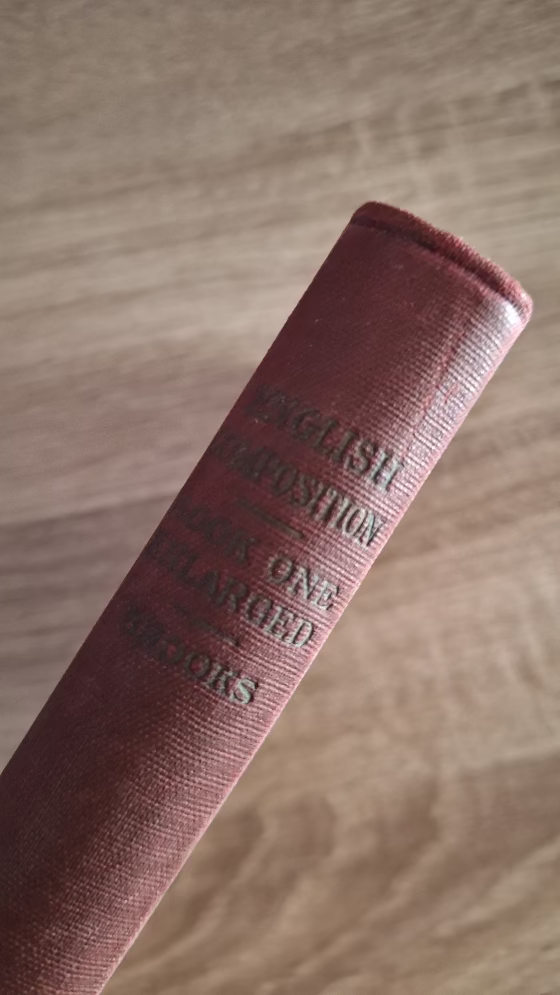 ENGLISH
COMPOSITION
BOOK ONE
ENLARGED
BROOKS